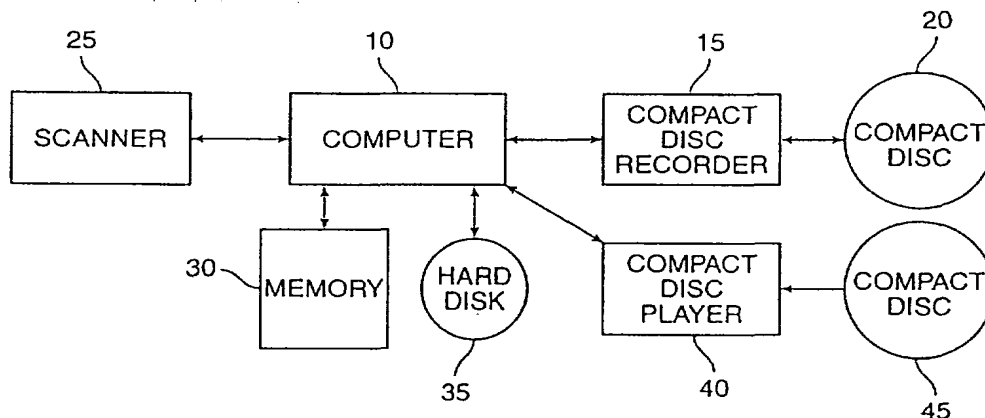 25
10
15
20
SCANNER
COMPUTER
COMPACT
DISC
RECORDER
COMPACT
DISC
30
MEMORY
HARD
DISK
35
COMPACT
DISC
PLAYER
40
COMPACT
DISC
45